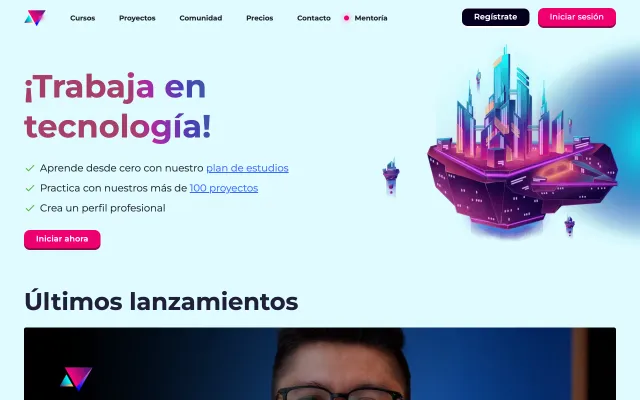 Cursos
Proyectos
Comunidad
Precios
Contacto
Mentoría
Regístrate
Iniciar sesión
¡Trabaja en
tecnología!
Aprende desde cero con nuestro plan de estudios
Practica con nuestros más de 100 proyectos
Crea un perfil profesional
Iniciar ahora
Últimos lanzamientos